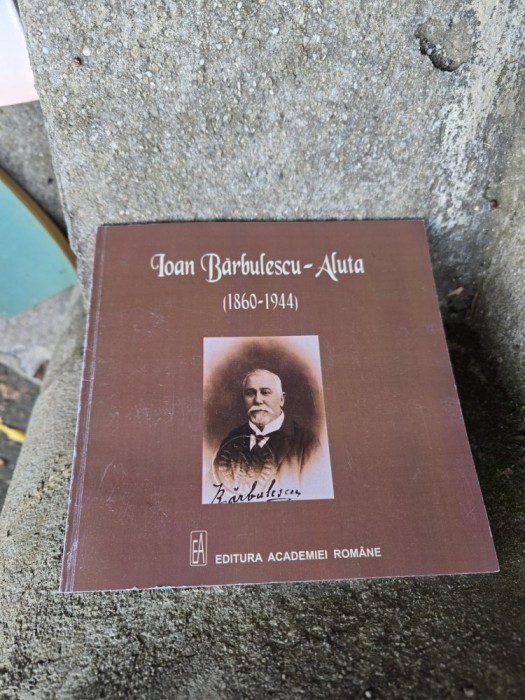 Ioan Bărbulescu-Aluta
(1860-1944)
Bărbulescu
EA
EDITURA ACADEMIEI ROMÂNE